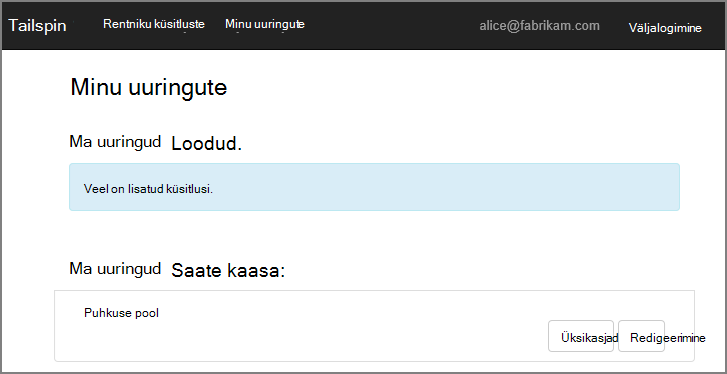 Tailspin Rentniku küsitluste Minu uuringute alice@fabrikam.com Väljalogimine
Minu uuringute
Ma uuringud Loodud.
Veel on lisatud küsitlusi.
Ma uuringud Saate kaasa:
Puhkuse pool
Üksikasjad Redigeerimine